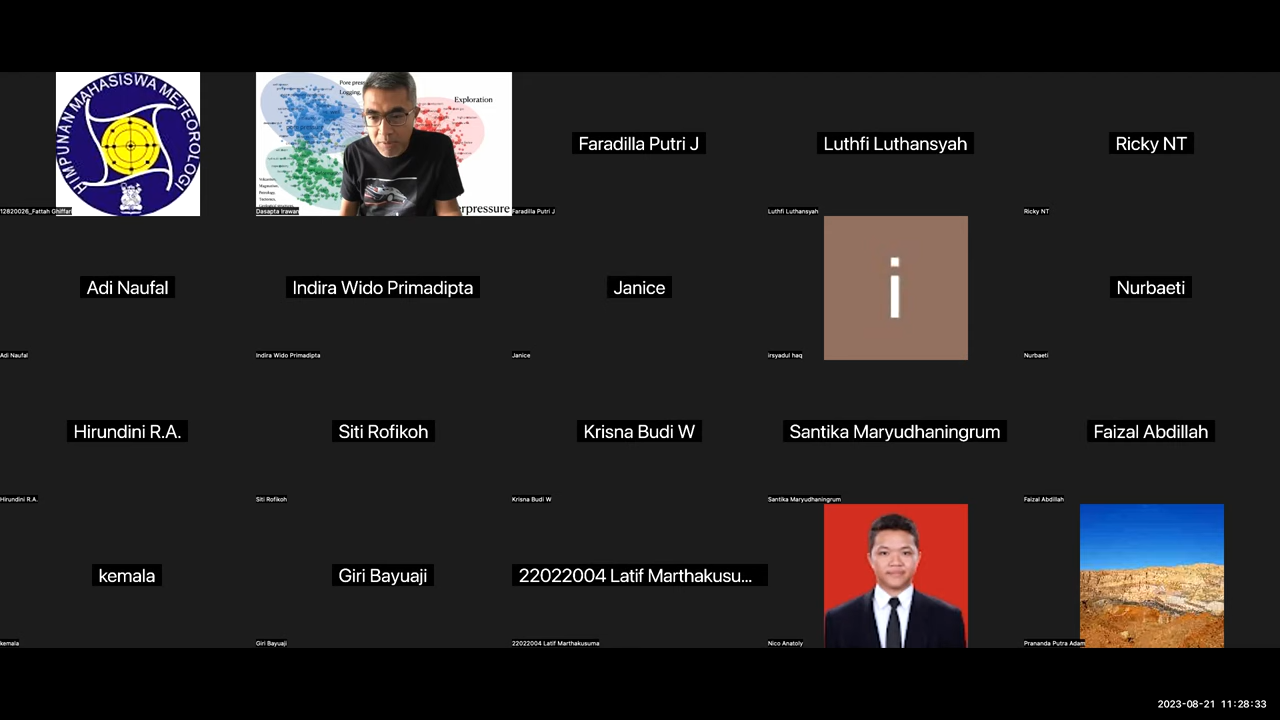 HIMPUNAN MAHASISWA METEOROLOGI
12820026_Fattah Ghiffari
Pore pres
Logging,
Exploration
rpressure
Dasapta Irawan
Faradilla Putri J
Faradilla Putri J
Luthfi Luthansyah
Luthfi Luthansyah
Ricky NT
Ricky NT
Adi Naufal
Adi Naufal
Indira Wido Primadipta
Indira Wido Primadipta
Janice
Janice
i
irsyadul haq
Nurbaeti
Nurbaeti
Hirundini R.A.
Hirundini R.A.
Siti Rofikoh
Siti Rofikoh
Krisna Budi W
Krisna Budi W
Santika Maryudhaningrum
Santika Maryudhaningrum
Faizal Abdillah
Faizal Abdillah
kemala
kemala
Giri Bayuaji
Giri Bayuaji
22022004 Latif Marthakusu...
22022004 Latif Marthakusuma
Nico Anatoly
Prananda Putra Adam
2023-08-21 11:28:33